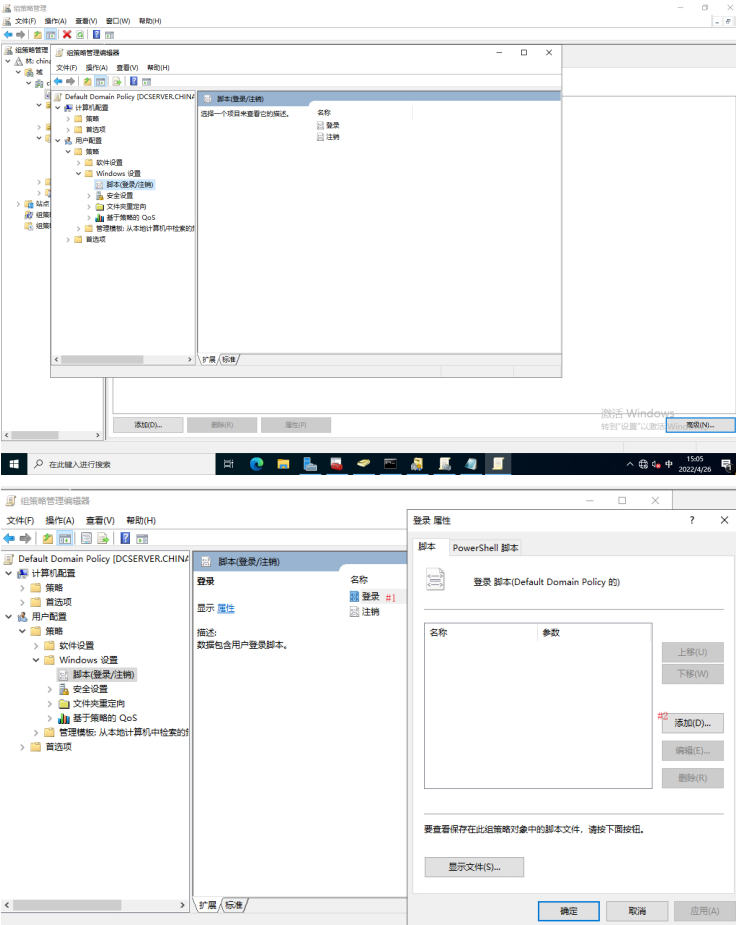 组策略管理
文件(F) 操作(A) 查看(V) 窗口(W) 帮助(H)
组策略管理
林: china
域
站点
组策
组策
组策略管理编辑器
文件(F) 操作(A) 查看(V) 帮助(H)
Default Domain Policy [DCSERVER.CHINA
计算机配置
策略
首选项
用户配置
策略
软件设置
Windows 设置
脚本(登录/注销)
安全设置
文件夹重定向
基于策略的 QoS
管理模板: 从本地计算机中检索的
首选项
脚本(登录/注销)
选择一个项目来查看它的描述。
名称
登录
注销
扩展 标准
添加(D)... 删除(R) 属性(P) 高级(N)...
激活 Windows
转到"设置"以激活 Win
在此键入进行搜索
中
15:05
2022/4/26
组策略管理编辑器
文件(F) 操作(A) 查看(V) 帮助(H)
Default Domain Policy [DCSERVER.CHINA
计算机配置
策略
首选项
用户配置
策略
软件设置
Windows 设置
脚本(登录/注销)
安全设置
文件夹重定向
基于策略的 QoS
管理模板: 从本地计算机中检索的
首选项
脚本(登录/注销)
登录
显示 属性
描述:
数据包含用户登录脚本。
名称
登录 #1
注销
扩展 标准
登录 属性
? ×
脚本 PowerShell 脚本
登录 脚本(Default Domain Policy 的)
名称 参数
上移(U)
下移(W)
#2
添加(D)...
编辑(E)...
删除(R)
要查看保存在此组策略对象中的脚本文件，请按下面按钮。
显示文件(S)...
确定 取消 应用(A)